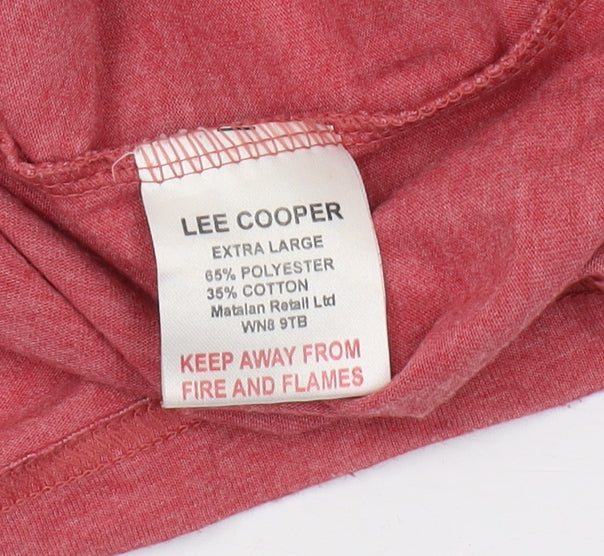 LEE COOPER
EXTRA LARGE
65% POLYESTER
35% COTTON
Matalan Retail Ltd
WN8 9TB
KEEP AWAY FROM
FIRE AND FLAMES